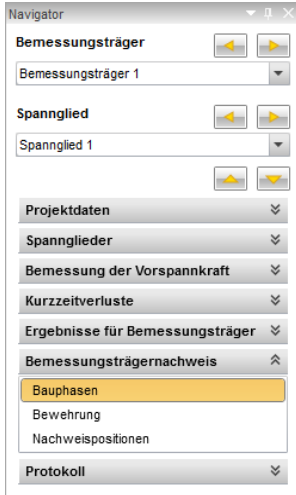 Navigator
Bemessungsträger
Bemessungsträger 1
Spannglied
Spannglied 1
Projektdaten
Spannglieder
Bemessung der Vorspannkraft
Kurzzeitverluste
Ergebnisse für Bemessungsträger
Bemessungsträgernachweis
Bauphasen
Bewehrung
Nachweispositionen
Protokoll